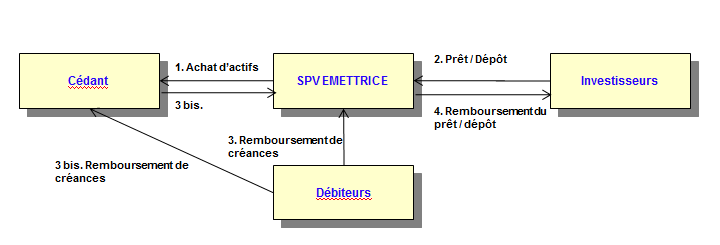 1. Achat d'actifs
2. Prêt / Dépôt
Cédant
SPV EMETTRICE
Investisseurs
3 bis.
4. Remboursement du
prêt / dépôt
3. Remboursement de
créances
3 bis. Remboursement de
créances
Débiteurs